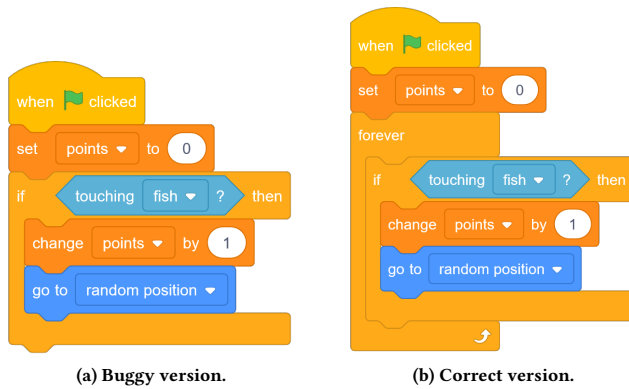 when clicked
set points to 0
if touching fish ? then
change points by 1
go to random position
(a) Buggy version.
when clicked
set points to 0
forever
if touching fish ? then
change points by 1
go to random position
(b) Correct version.